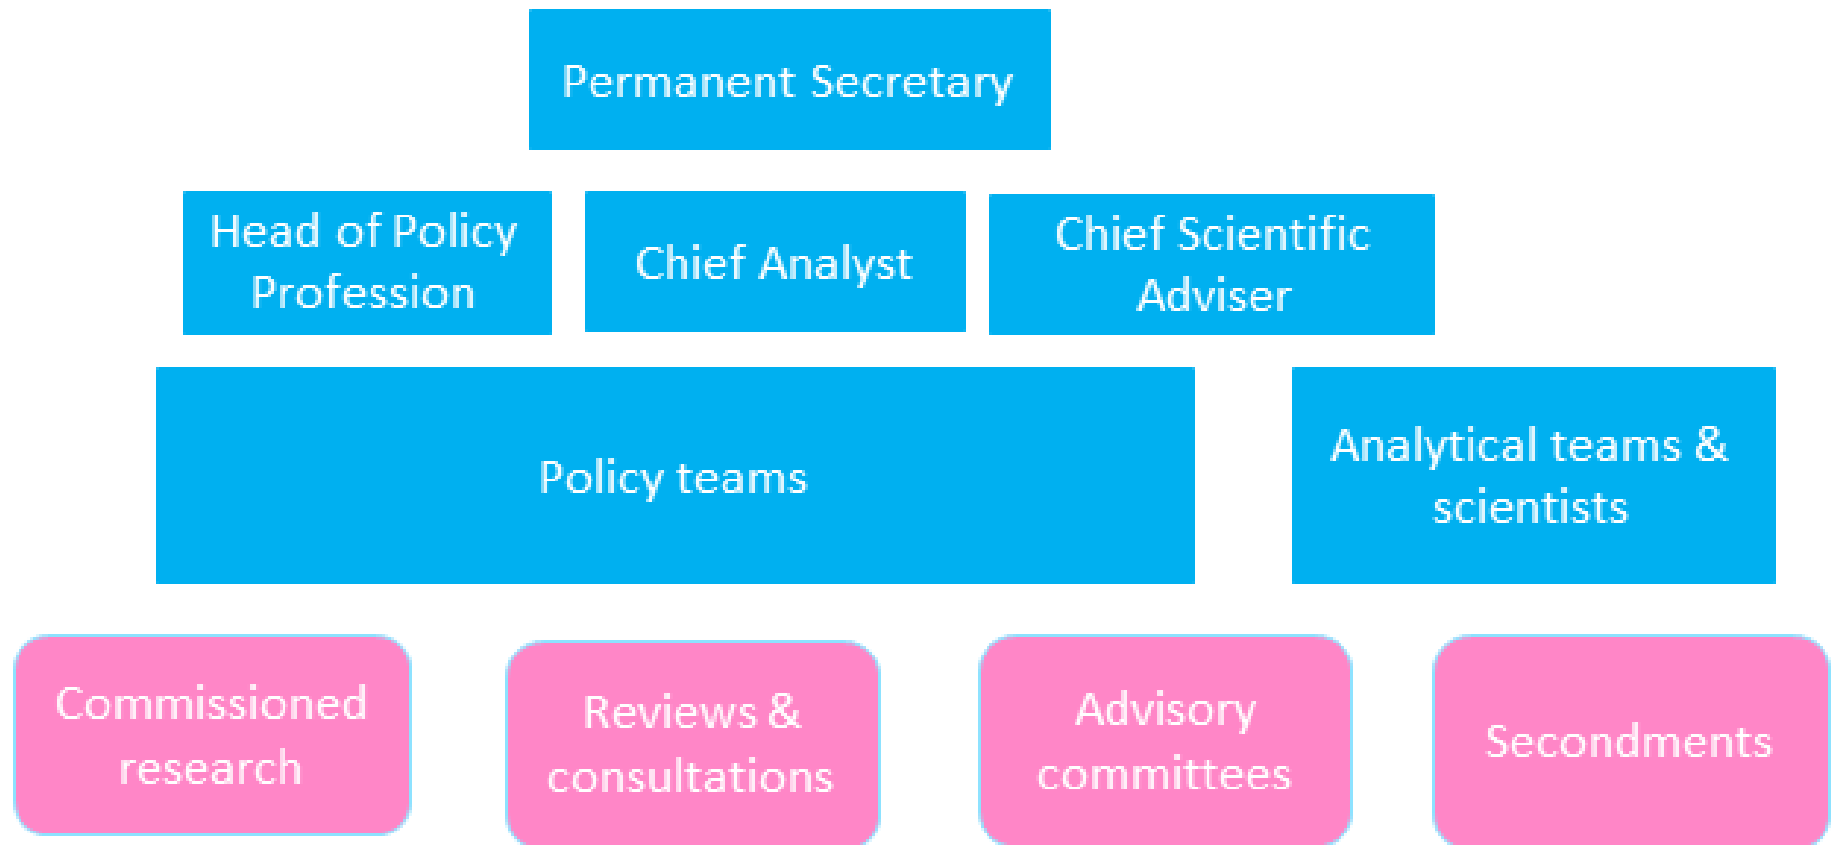 Permanent Secretary
Head of Policy
Profession
Chief Analyst
Chief Scientific
Adviser
Policy teams
Analytical teams &
scientists
Commissioned
research
Reviews &
consultations
Advisory
committees
Secondments